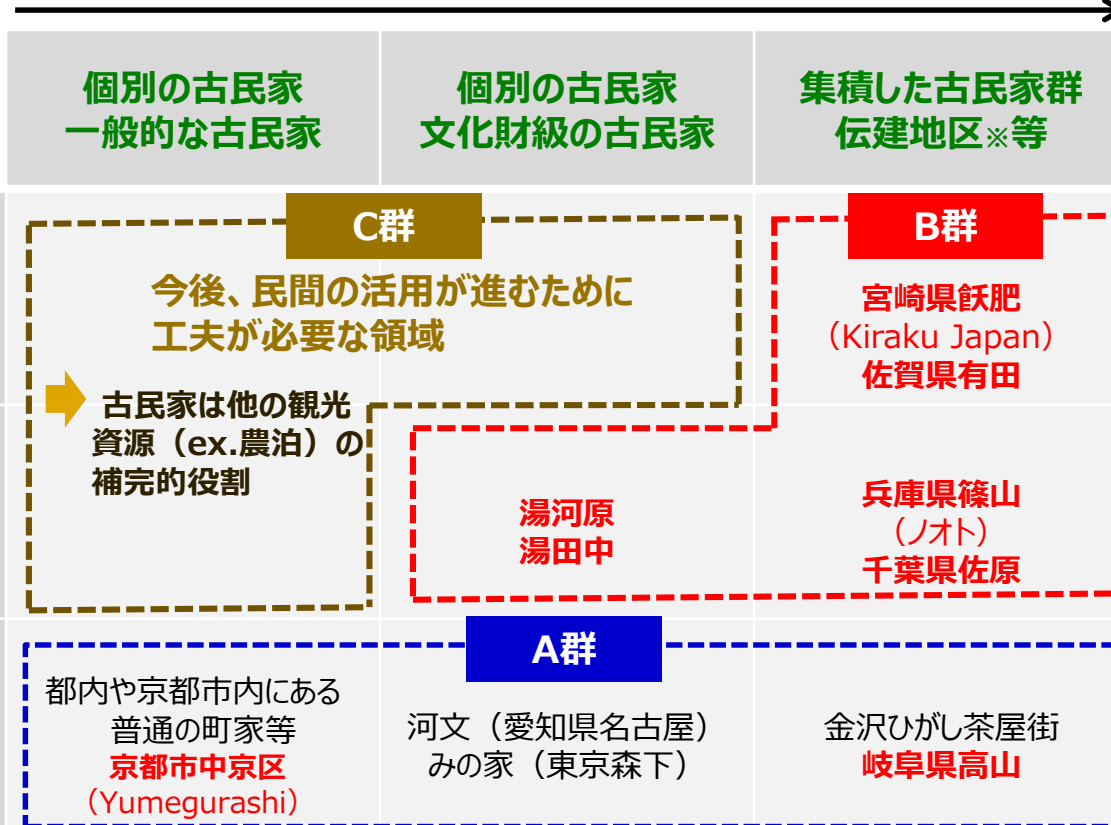 個別の古民家
一般的な古民家
個別の古民家
文化財級の古民家
集積した古民家群
伝建地区※等
C群
今後、民間の活用が進むために
工夫が必要な領域
古民家は他の観光
資源（ex.農泊）の
補完的役割
B群
宮崎県飫肥
（Kiraku Japan）
佐賀県有田
湯河原
湯田中
兵庫県篠山
（ノオト）
千葉県佐原
A群
都内や京都市内にある
普通の町家等
京都市中京区
（Yumegurashi）
河文（愛知県名古屋）
みの家（東京森下）
金沢ひがし茶屋街
岐阜県高山